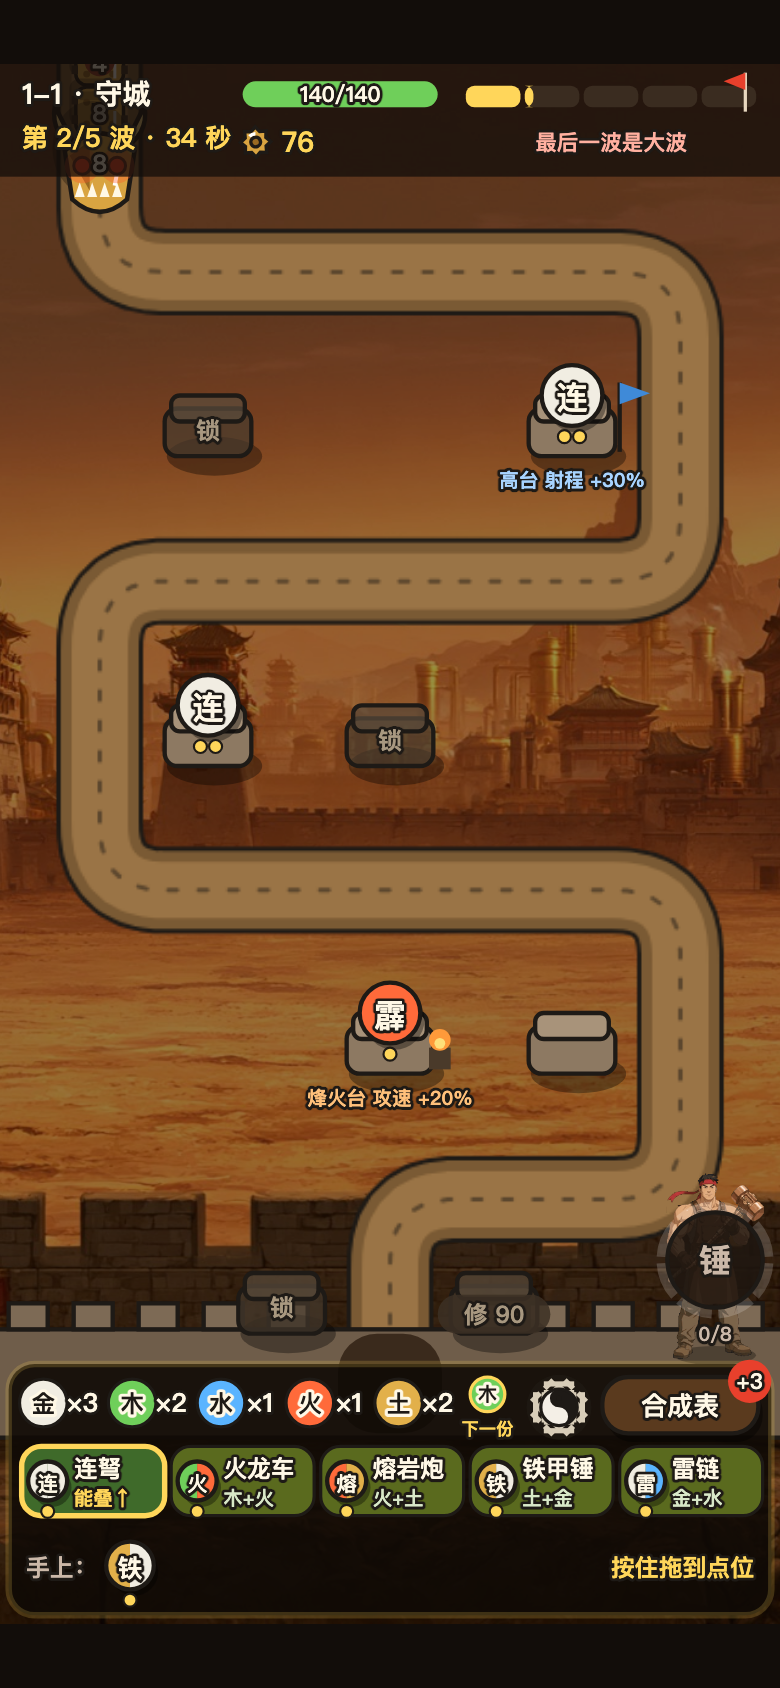 4
1–1 · 守城
140/140
8
第 2/5 波 · 34 秒
76
最后一波是大波
8
连
锁
高台 射程 +30%
连
锁
霹
烽火台 攻速 +20%
锤
锁
修 90
0/8
金×3
木×2
水×1
火×1
土×2
木
下一份
合成表
+3
连
连弩
能叠↑
火
火龙车
木+火
熔
熔岩炮
火+土
铁
铁甲锤
土+金
雷
雷链
金+水
手上：
铁
按住拖到点位